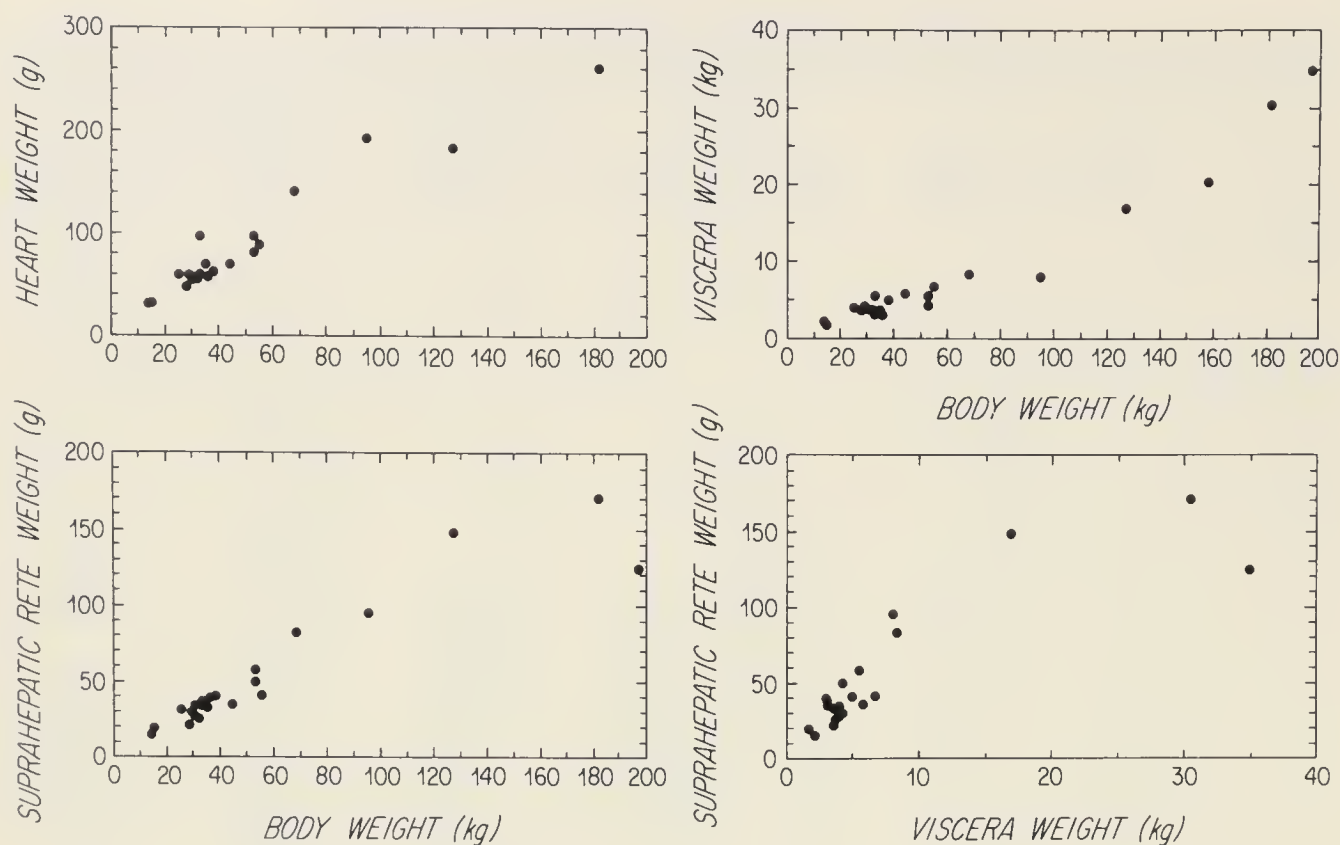 HEART WEIGHT (g)
300
200
100
0
0 20 40 60 80 100 120 140 160 180 200
VISCERA WEIGHT (kg)
40
30
20
10
0
0 20 40 60 80 100 120 140 160 180 200
BODY WEIGHT (kg)
SUPRAHEPATIC RETE WEIGHT (g)
200
150
100
50
0
0 20 40 60 80 100 120 140 160 180 200
BODY WEIGHT (kg)
SUPRAHEPATIC RETE WEIGHT (g)
200
150
100
50
0
0 10 20 30 40
VISCERA WEIGHT (kg)